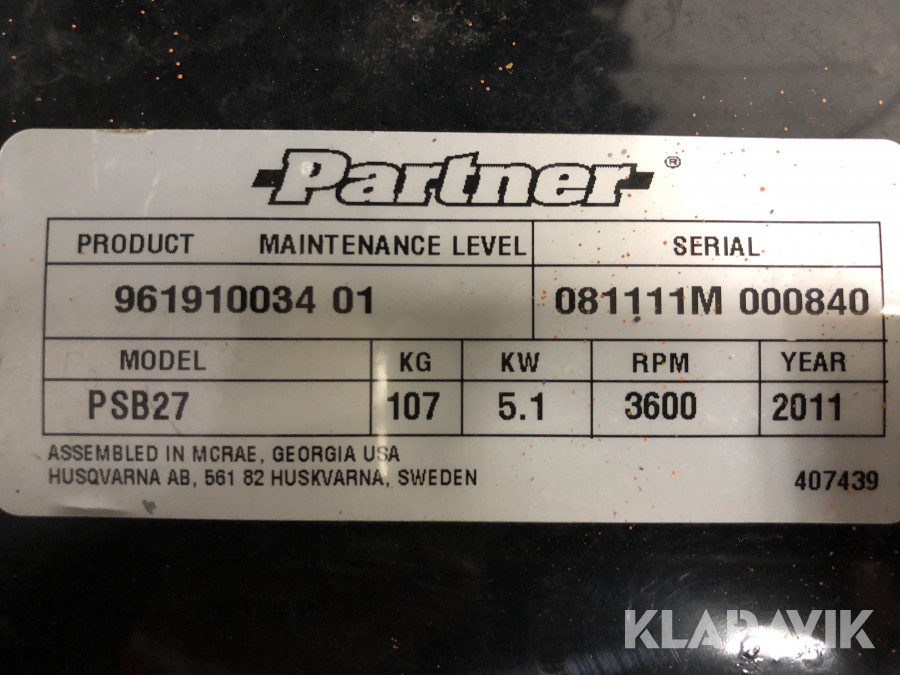 Partner®
PRODUCT MAINTENANCE LEVEL SERIAL
961910034 01 081111M 000840
MODEL KG KW RPM YEAR
PSB27 107 5.1 3600 2011
ASSEMBLED IN MCRAE, GEORGIA USA
HUSQVARNA AB, 561 82 HUSKVARNA, SWEDEN 407439
KLARAVIK